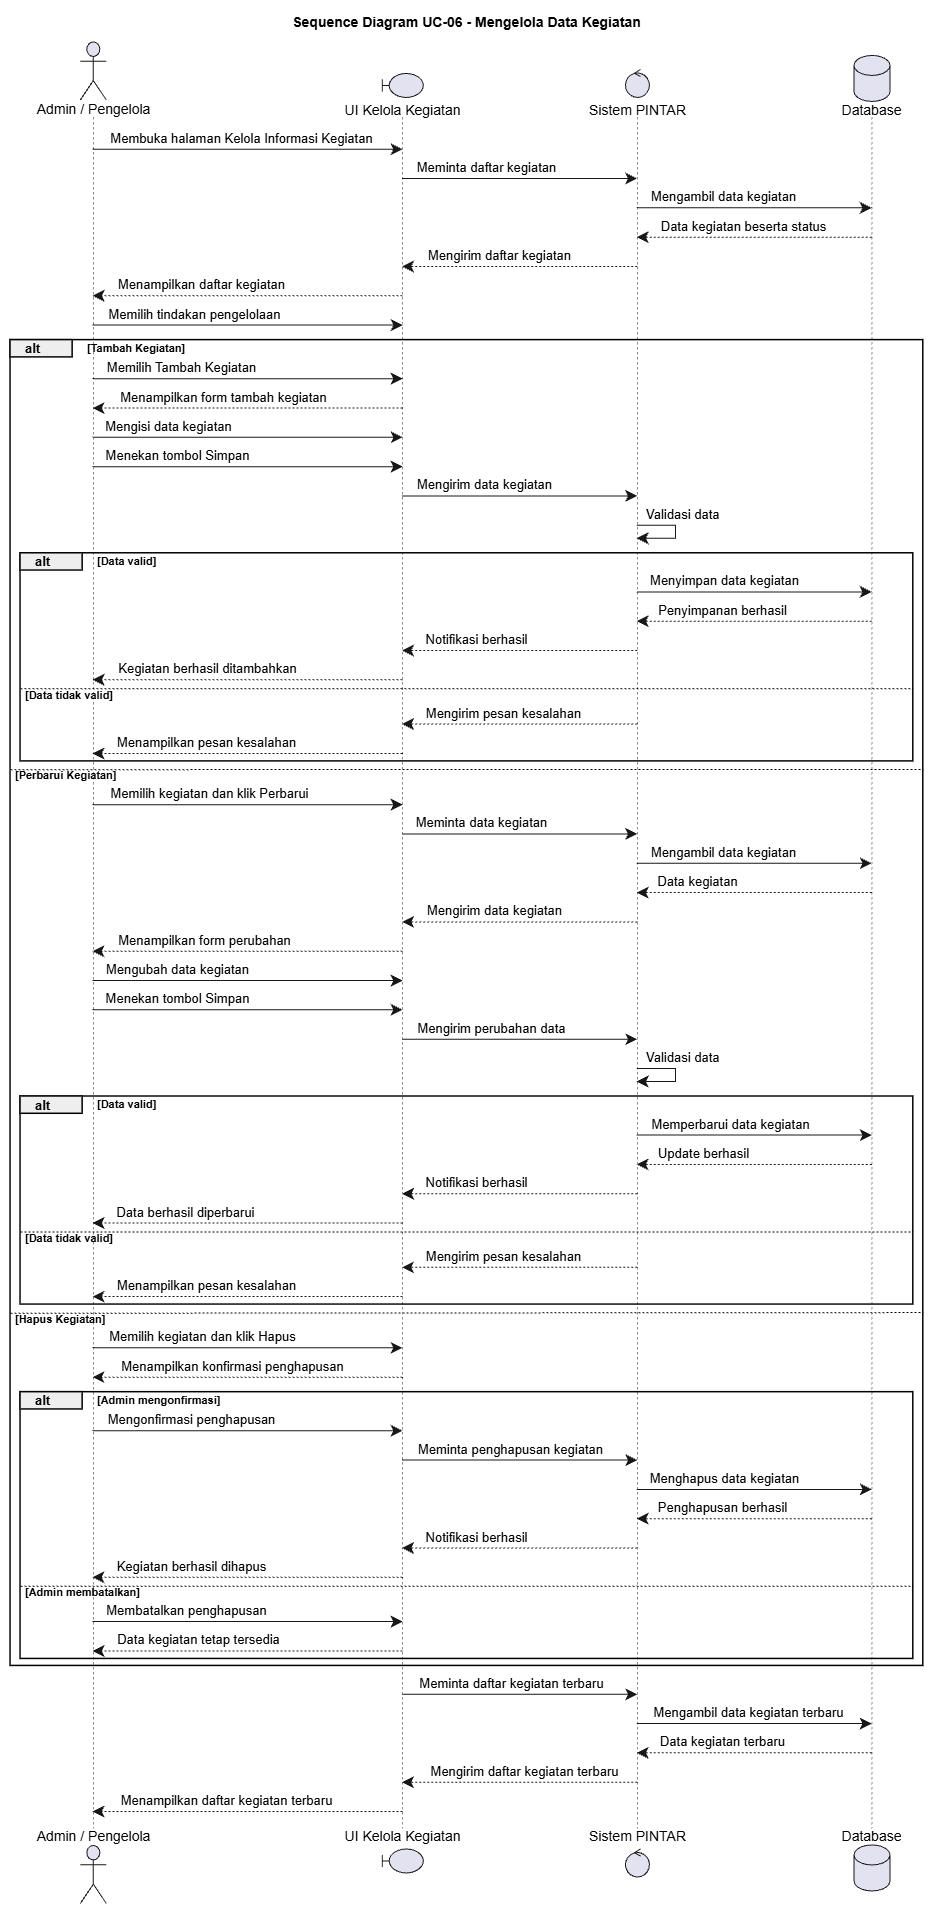 Sequence Diagram UC-06 - Mengelola Data Kegiatan
Admin / Pengelola
UI Kelola Kegiatan
Sistem PINTAR
Database
Membuka halaman Kelola Informasi Kegiatan
Meminta daftar kegiatan
Mengambil data kegiatan
Data kegiatan beserta status
Mengirim daftar kegiatan
Menampilkan daftar kegiatan
Memilih tindakan pengelolaan
alt
[Tambah Kegiatan]
Memilih Tambah Kegiatan
Menampilkan form tambah kegiatan
Mengisi data kegiatan
Menekan tombol Simpan
Mengirim data kegiatan
Validasi data
alt
[Data valid]
Menyimpan data kegiatan
Penyimpanan berhasil
Notifikasi berhasil
Kegiatan berhasil ditambahkan
[Data tidak valid]
Mengirim pesan kesalahan
Menampilkan pesan kesalahan
[Perbarui Kegiatan]
Memilih kegiatan dan klik Perbarui
Meminta data kegiatan
Mengambil data kegiatan
Data kegiatan
Mengirim data kegiatan
Menampilkan form perubahan
Mengubah data kegiatan
Menekan tombol Simpan
Mengirim perubahan data
Validasi data
alt
[Data valid]
Memperbarui data kegiatan
Update berhasil
Notifikasi berhasil
Data berhasil diperbarui
[Data tidak valid]
Mengirim pesan kesalahan
Menampilkan pesan kesalahan
[Hapus Kegiatan]
Memilih kegiatan dan klik Hapus
Menampilkan konfirmasi penghapusan
alt
[Admin mengonfirmasi]
Mengonfirmasi penghapusan
Meminta penghapusan kegiatan
Menghapus data kegiatan
Penghapusan berhasil
Notifikasi berhasil
Kegiatan berhasil dihapus
[Admin membatalkan]
Membatalkan penghapusan
Data kegiatan tetap tersedia
Meminta daftar kegiatan terbaru
Mengambil data kegiatan terbaru
Data kegiatan terbaru
Mengirim daftar kegiatan terbaru
Menampilkan daftar kegiatan terbaru
Admin / Pengelola
UI Kelola Kegiatan
Sistem PINTAR
Database